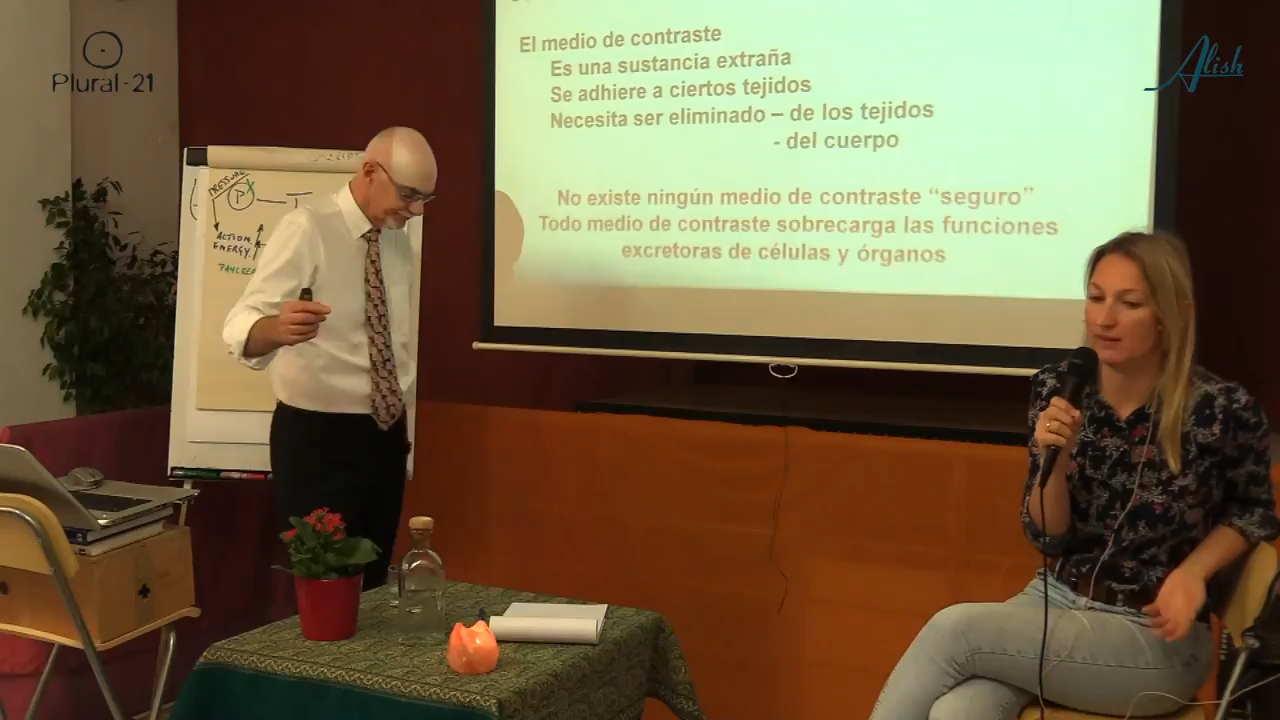 Plural-21
Alish
El medio de contraste
Es una sustancia extraña
Se adhiere a ciertos tejidos
Necesita ser eliminado – de los tejidos
- del cuerpo
No existe ningún medio de contraste “seguro”
Todo medio de contraste sobrecarga las funciones
excretoras de células y órganos
PRESSURE
P
T
ACTION
ENERGY
PANCREA